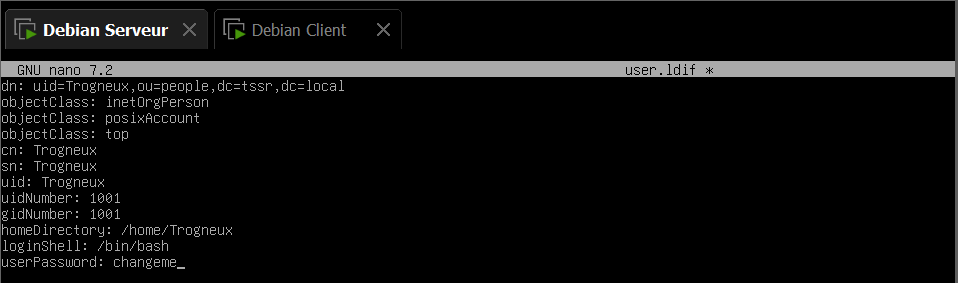 Debian Serveur
Debian Client
GNU nano 7.2 user.ldif *
dn: uid=Trogneux,ou=people,dc=tssr,dc=local
objectClass: inetOrgPerson
objectClass: posixAccount
objectClass: top
cn: Trogneux
sn: Trogneux
uid: Trogneux
uidNumber: 1001
gidNumber: 1001
homeDirectory: /home/Trogneux
loginShell: /bin/bash
userPassword: changeme_